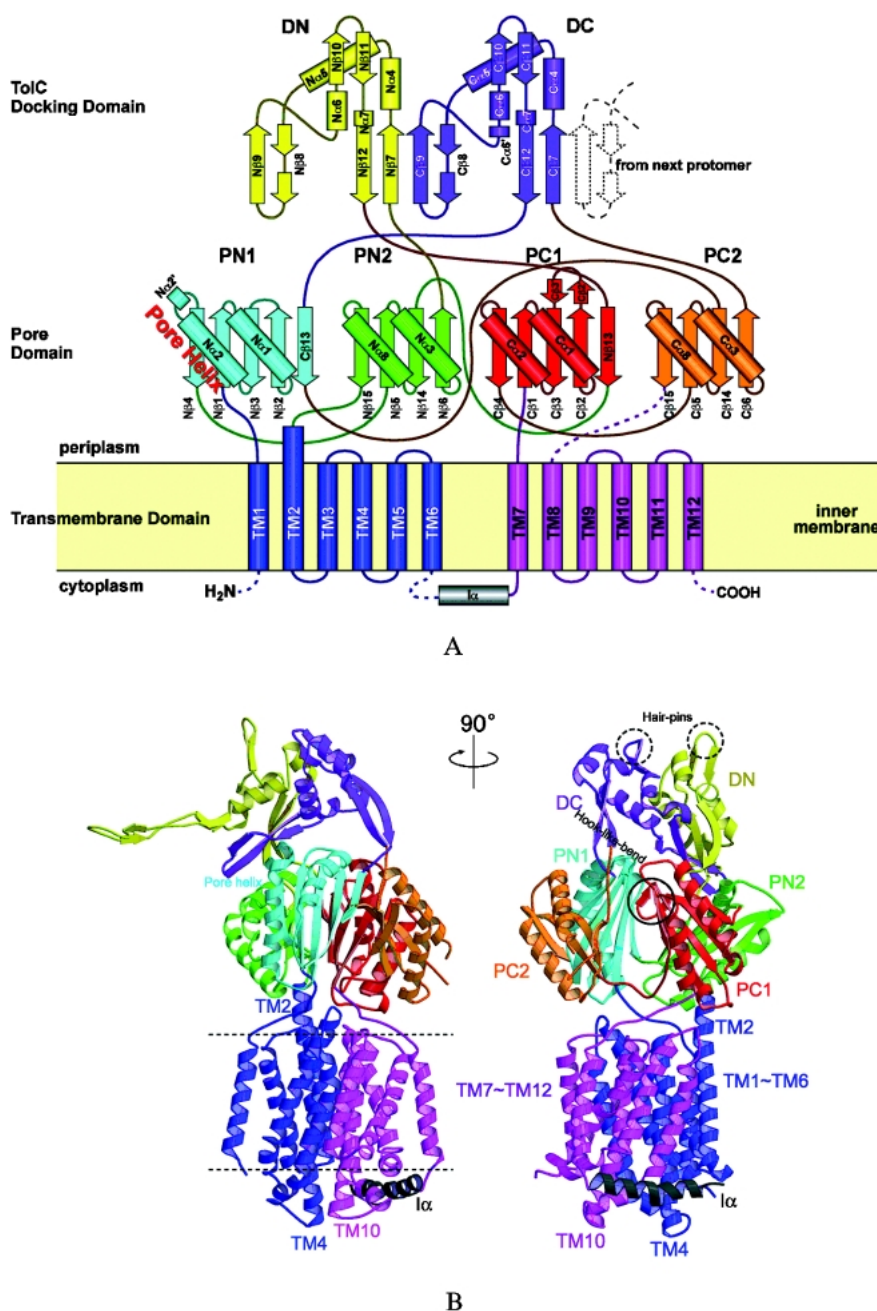 DN
DC
TolC
Docking Domain
Nβ9
Nβ8
Nα5
Nα6
Nβ10
Nβ11
Nα7
Nβ12
Nα4
Nβ7
Cβ9
Cβ8
Cα5
Cα6
Cα5'
Cβ10
Cβ11
Cα7
Cβ12
Cα4
Cβ7
from next protomer
PN1
PN2
PC1
PC2
Pore
Domain
Nα2'
Pore Helix
Nα2
Nα1
Cβ13
Nα8
Nα3
Cα2
Cα1
Nβ13
Cα8
Cα3
Nβ4
Nβ1
Nβ3
Nβ2
Nβ15
Nβ5
Nβ14
Nβ6
Cβ4
Cβ1
Cβ3
Cβ2
Cβ15
Cβ5
Cβ14
Cβ6
periplasm
Transmembrane Domain
TM1
TM2
TM3
TM4
TM5
TM6
TM7
TM8
TM9
TM10
TM11
TM12
inner
membrane
cytoplasm
H2N
Iα
COOH
A
90°
Hair-pins
DN
DC
Hook-like-bend
PN1
Pore helix
PN2
PC2
PC1
TM2
TM2
TM7~TM12
TM1~TM6
Iα
Iα
TM10
TM4
TM10
TM4
B